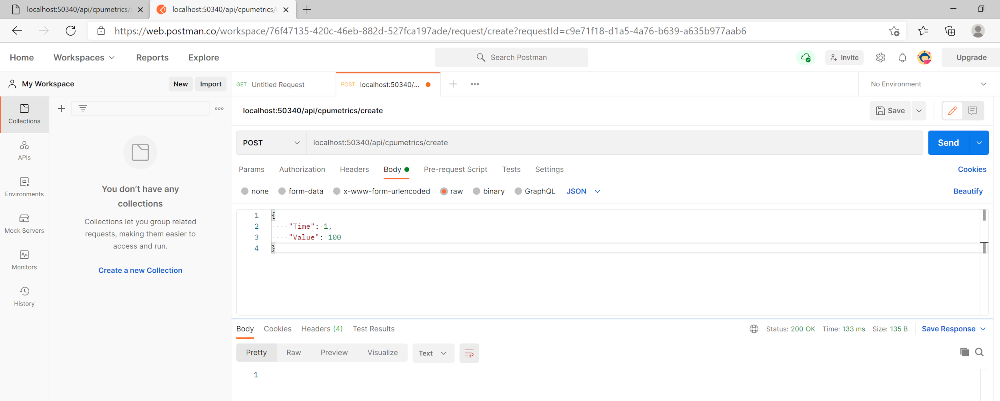 localhost:50340/api/cpumetrics/
localhost:50340/api/cpumetrics/
https://web.postman.co/workspace/76f47135-420c-46eb-882d-527fca197ade/request/create?requestId=c9e71f18-d1a5-4a76-b639-a635b977aab6
Home Workspaces Reports Explore Search Postman Invite Upgrade
My Workspace New Import GET Untitled Request POST localhost:50340/... No Environment
Collections
localhost:50340/api/cpumetrics/create Save
APIs
POST localhost:50340/api/cpumetrics/create Send
Environments
Params Authorization Headers Body Pre-request Script Tests Settings Cookies
Mock Servers
none form-data x-www-form-urlencoded raw binary GraphQL JSON Beautify
Monitors
History
You don’t have any
collections
Collections let you group related
requests, making them easier to
access and run.
Create a new Collection
1 {
2 "Time": 1,
3 "Value": 100
4 }
Body Cookies Headers (4) Test Results Status: 200 OK Time: 133 ms Size: 135 B Save Response
Pretty Raw Preview Visualize Text
1